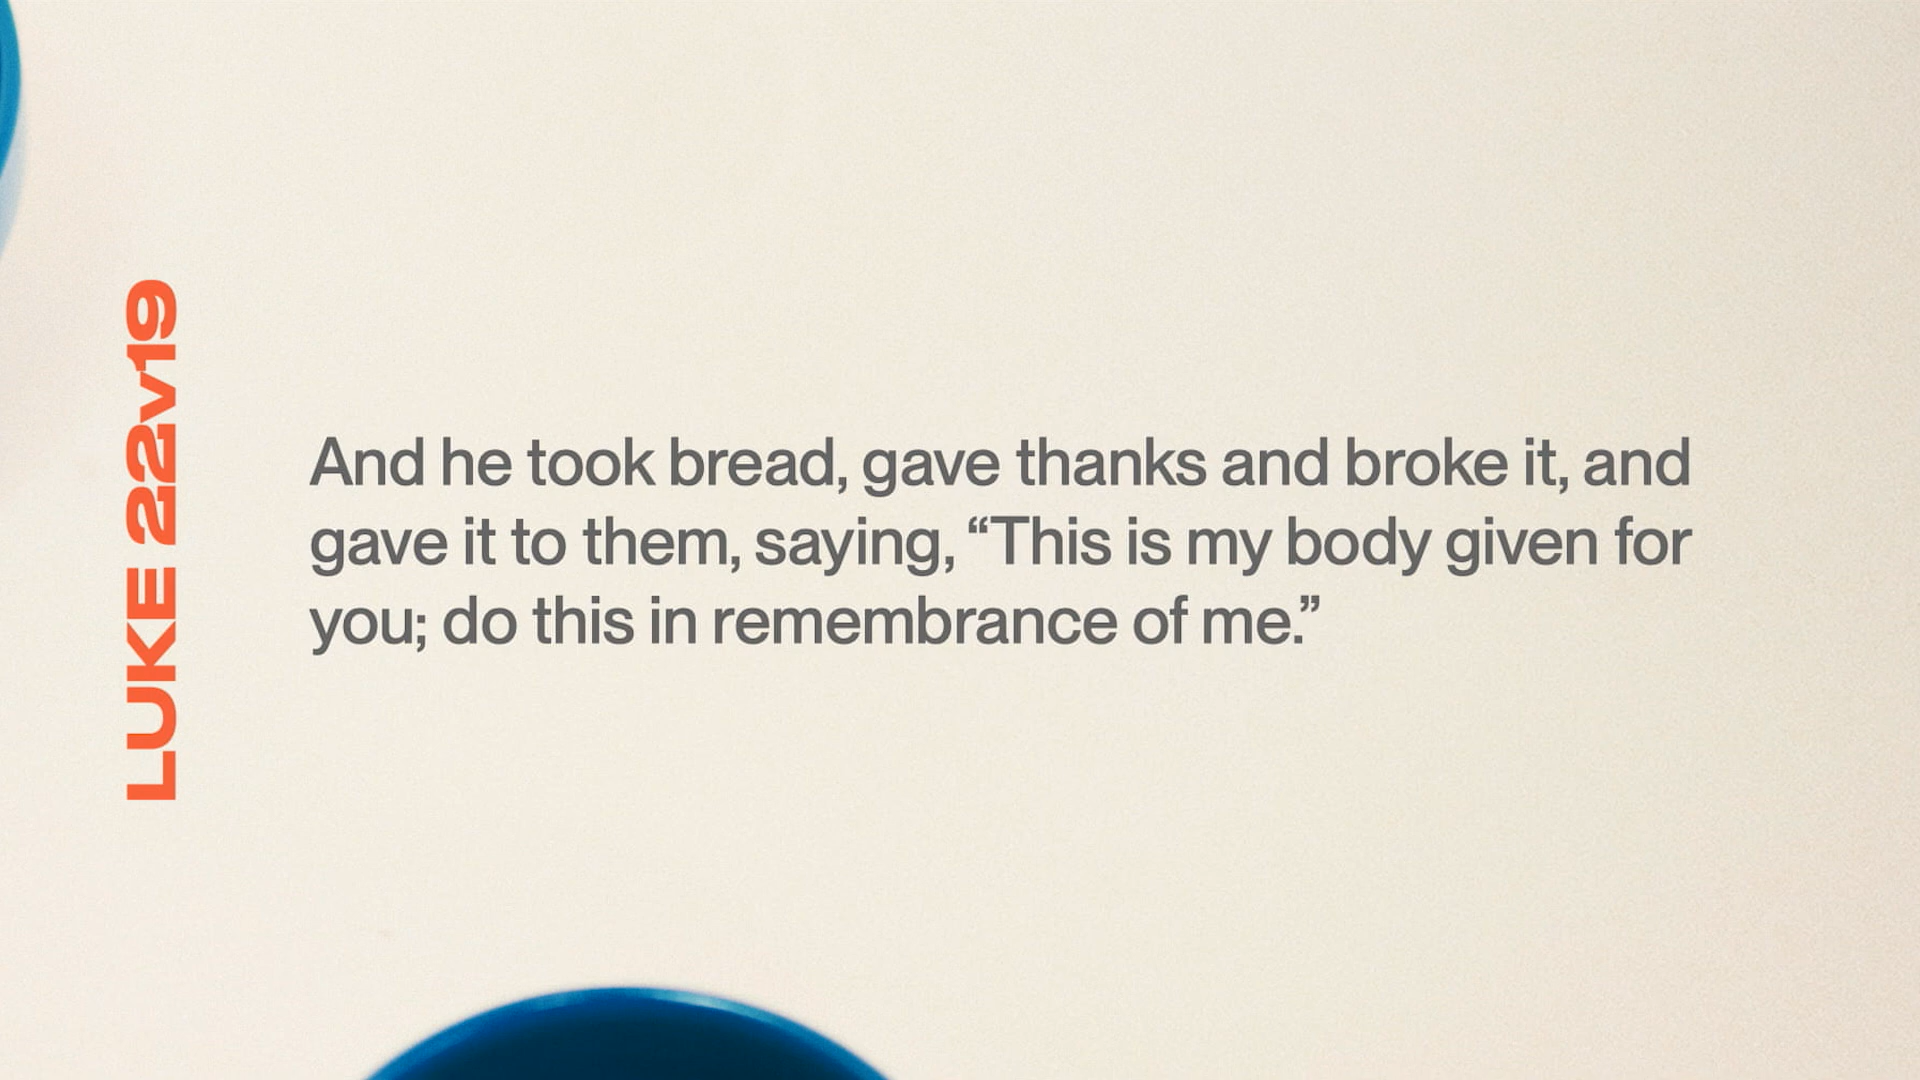 LUKE 22v19
And he took bread, gave thanks and broke it, and
gave it to them, saying, “This is my body given for
you; do this in remembrance of me.”